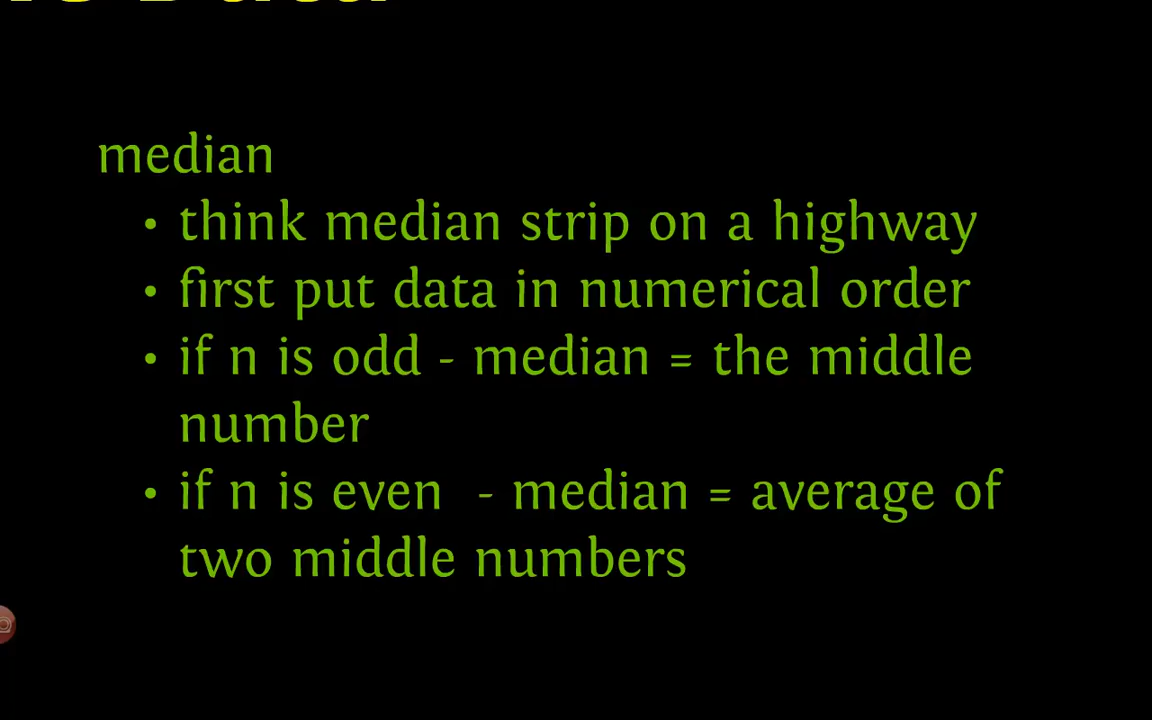 median
• think median strip on a highway
• first put data in numerical order
• if n is odd - median = the middle
number
• if n is even - median = average of
two middle numbers